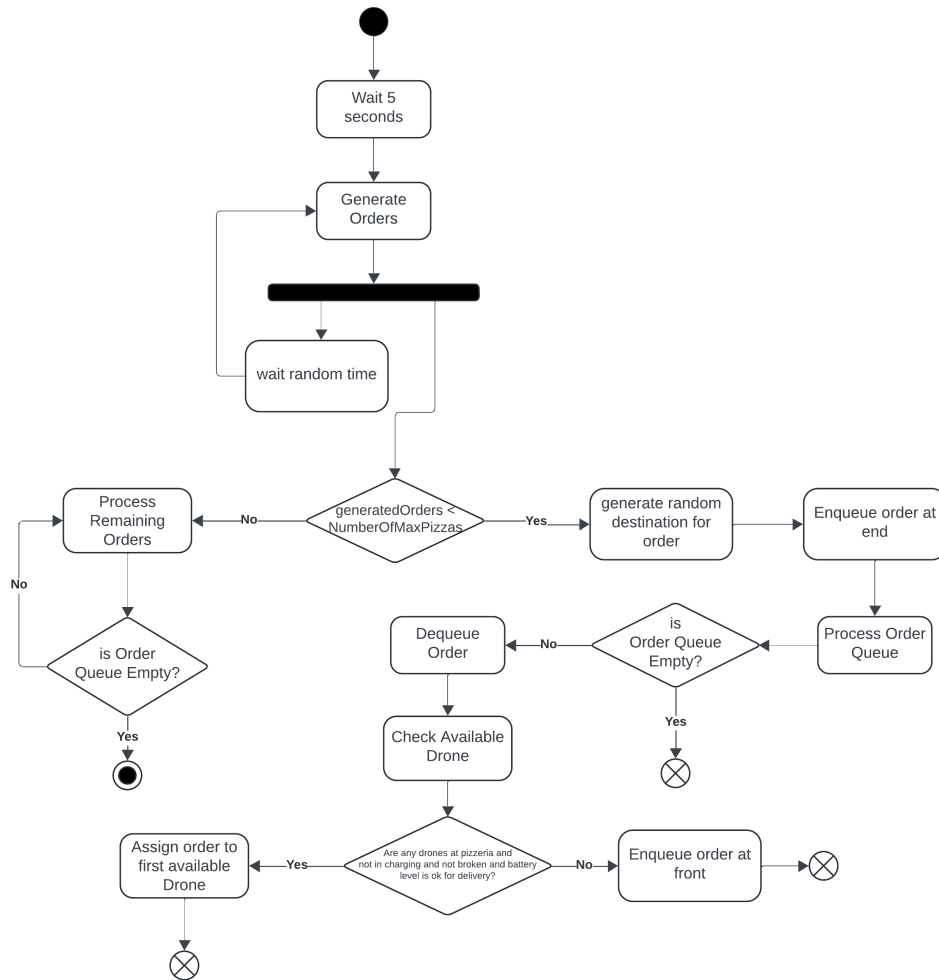 Wait 5
seconds
Generate
Orders
wait random time
generatedOrders <
NumberOfMaxPizzas
No
Yes
Process
Remaining
Orders
generate random
destination for
order
Enqueue order at
end
No
is Order
Queue Empty?
Yes
Process Order
Queue
is
Order Queue
Empty?
No
Yes
Dequeue
Order
Check Available
Drone
Are any drones at pizzeria and
not in charging and not broken and battery
level is ok for delivery?
Yes
No
Assign order to
first available
Drone
Enqueue order at
front